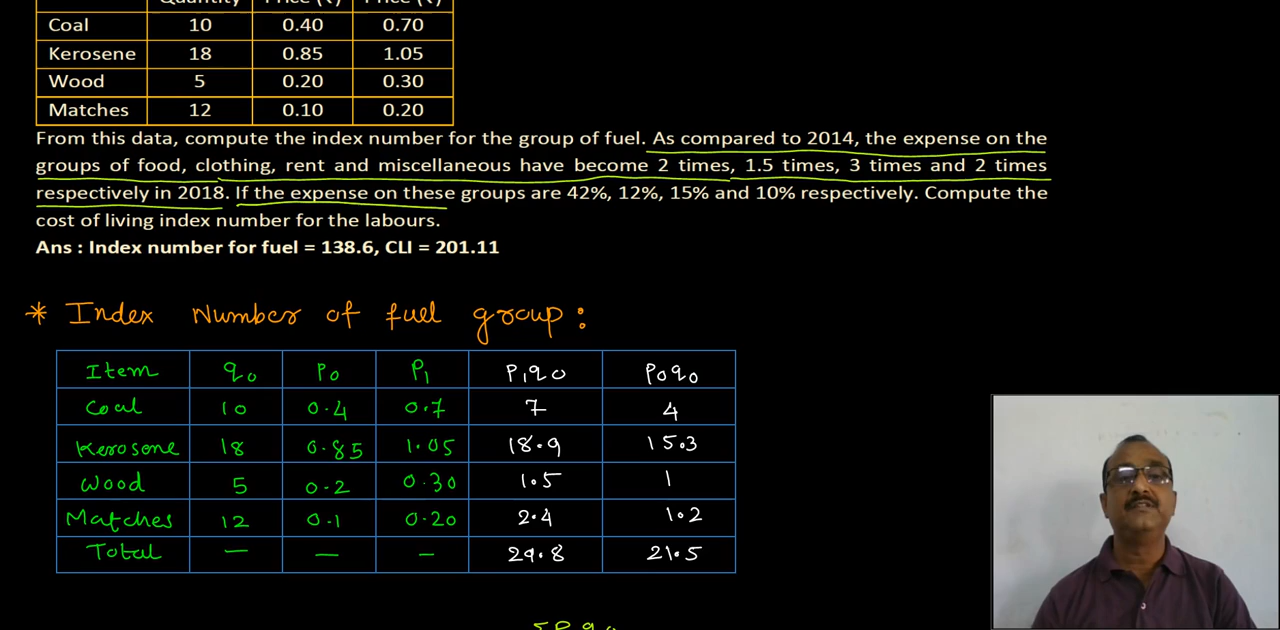 Quantity Price (₹) Price (₹)
Coal 10 0.40 0.70
Kerosene 18 0.85 1.05
Wood 5 0.20 0.30
Matches 12 0.10 0.20
From this data, compute the index number for the group of fuel. As compared to 2014, the expense on the
groups of food, clothing, rent and miscellaneous have become 2 times, 1.5 times, 3 times and 2 times
respectively in 2018. If the expense on these groups are 42%, 12%, 15% and 10% respectively. Compute the
cost of living index number for the labours.
Ans : Index number for fuel = 138.6, CLI = 201.11
* Index Number of fuel group:
Item q₀ P₀ P₁ P₁q₀ P₀q₀
Coal 10 0.4 0.7 7 4
Kerosone 18 0.85 1.05 18.9 15.3
Wood 5 0.2 0.30 1.5 1
Matches 12 0.1 0.20 2.4 1.2
Total — — — 29.8 21.5